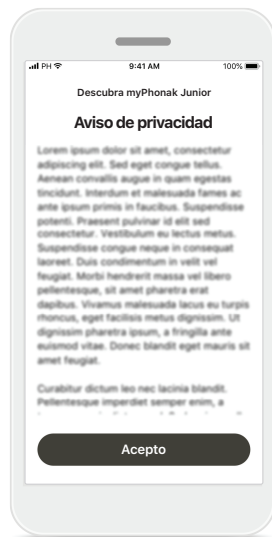 PH
9:41 AM
100%
Descubra myPhonak Junior
Aviso de privacidad
Lorem ipsum dolor sit amet, consectetur
adipiscing elit. Sed eget congue tellus.
Aenean convallis augue in quam egestas
tincidunt. Interdum et malesuada fames ac
ante ipsum primis in faucibus. Suspendisse
potenti. Praesent pulvinar id elit sed
consectetur. Vestibulum eu lectus metus.
Suspendisse congue neque in consequat
laoreet. Duis condimentum in velit vel
feugiat. Morbi hendrerit massa vel libero
pellentesque, sit amet pharetra erat
dapibus. Vivamus malesuada lacus eu turpis
rhoncus, eget facilisis metus dignissim. Ut
dignissim pharetra ipsum, a fringilla ante
euismod vitae. Donec blandit eget mauris sit
amet feugiat.
Curabitur dictum leo nec lacinia blandit.
Pellentesque imperdiet semper enim, a
Acepto